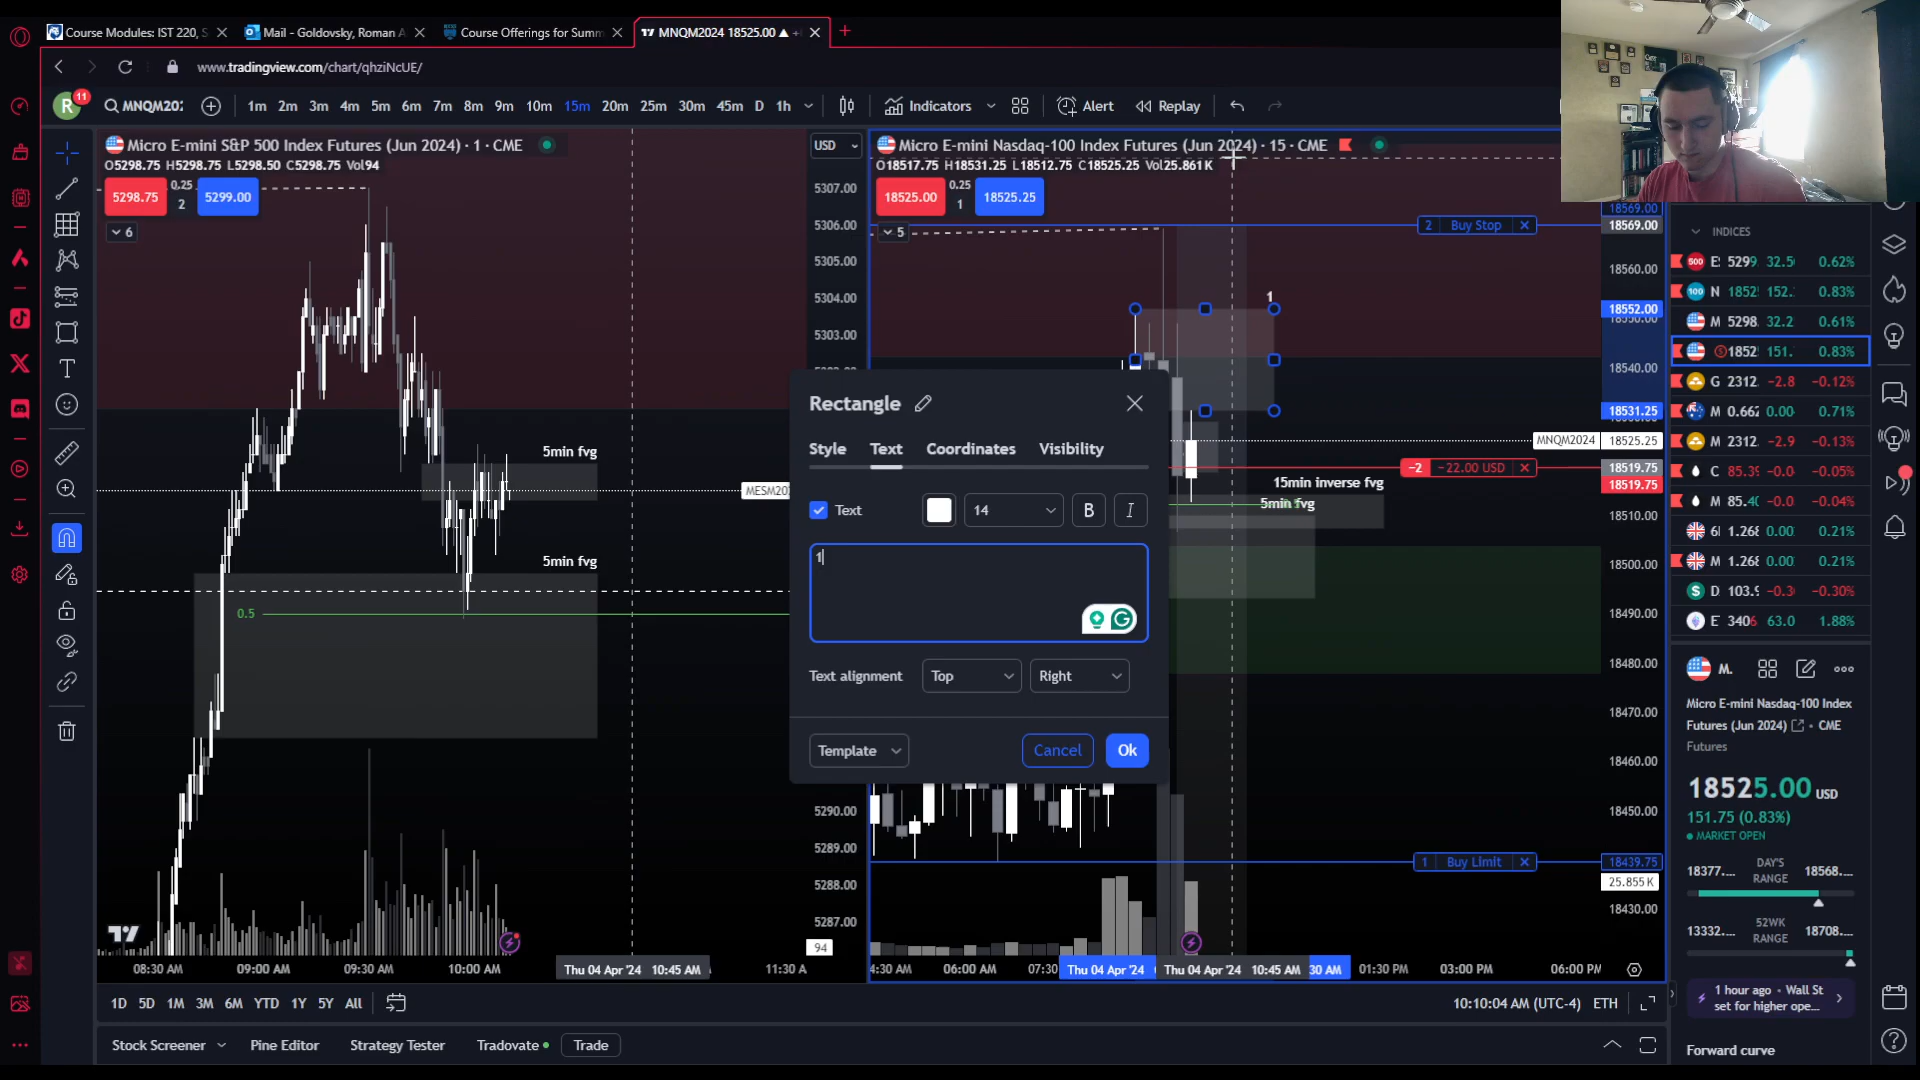 Course Modules: IST 220, S
Mail - Goldovsky, Roman A
Course Offerings for Summ
MNQM2024 18525.00 ▲ +
www.tradingview.com/chart/qhziNcUE/
R 11 MNQM202 1m 2m 3m 4m 5m 6m 7m 8m 9m 10m 15m 20m 25m 30m 45m D 1h Indicators Alert Replay
Micro E-mini S&P 500 Index Futures (Jun 2024) · 1 · CME
O5298.75 H5298.75 L5298.50 C5298.75 Vol94
5298.75 0.25 2 5299.00
6
USD
5307.00
5306.00
5305.00
5304.00
5303.00
5min fvg
MESM20
5min fvg
0.5
5290.00
5289.00
5288.00
5287.00
94
08:30 AM 09:00 AM 09:30 AM 10:00 AM Thu 04 Apr '24 10:45 AM 11:30 A
Micro E-mini Nasdaq-100 Index Futures (Jun 2024) · 15 · CME
O18517.75 H18531.25 L18512.75 C18525.25 Vol25.861K
18525.00 0.25 1 18525.25
5
2 Buy Stop
1
MNQM2024 18525.25
-2 -22.00 USD
15min inverse fvg
5min fvg
1 Buy Limit
18569.00
18569.00
18560.00
18552.00
18540.00
18531.25
18519.75
18519.75
18510.00
18500.00
18490.00
18480.00
18470.00
18460.00
18450.00
18439.75
25.855K
18430.00
4:30 AM 06:00 AM 07:30 Thu 04 Apr '24 Thu 04 Apr '24 10:45 AM 30 AM 01:30 PM 03:00 PM 06:00 PM
Rectangle
Style Text Coordinates Visibility
Text 14 B I
1
Text alignment Top Right
Template Cancel Ok
INDICES
500 E 5299 32.5 0.62%
100 N 1852 152. 0.83%
M 5298. 32.2 0.61%
1852 151. 0.83%
G 2312. −2.8 −0.12%
M 0.662 0.00 0.71%
M 2312. −2.9 −0.13%
C 85.39 −0.0 −0.05%
M 85.40 −0.0 −0.04%
6 1.268 0.00 0.21%
M 1.268 0.00 0.21%
D 103.9 −0.3 −0.30%
E 3406 63.0 1.88%
M.
Micro E-mini Nasdaq-100 Index
Futures (Jun 2024) • CME
Futures
18525.00 USD
151.75 (0.83%)
MARKET OPEN
18377.... DAY'S RANGE 18568....
13332.... 52WK RANGE 18708....
1 hour ago • Wall St
set for higher ope...
Forward curve
1D 5D 1M 3M 6M YTD 1Y 5Y All
10:10:04 AM (UTC-4) ETH
Stock Screener Pine Editor Strategy Tester Tradovate Trade